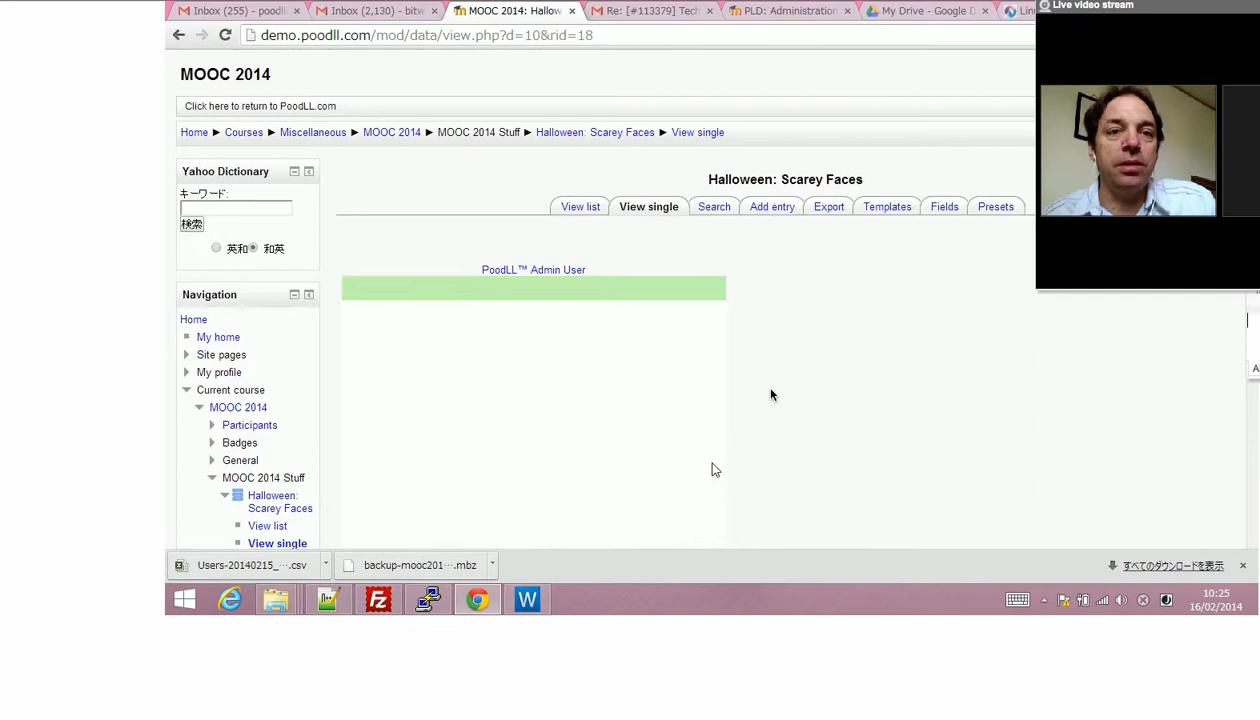 Inbox (255) - poodll
Inbox (2,130) - bitw
MOOC 2014: Hallow
Re: [#113379] Tech
PLD: Administration
My Drive - Google D
Linu
Live video stream
demo.poodll.com/mod/data/view.php?d=10&rid=18
MOOC 2014
Click here to return to PoodLL.com
Home ► Courses ► Miscellaneous ► MOOC 2014 ► MOOC 2014 Stuff ► Halloween: Scarey Faces ► View single
Yahoo Dictionary
キーワード:
検索
英和 和英
Halloween: Scarey Faces
View list View single Search Add entry Export Templates Fields Presets
PoodLL™ Admin User
Navigation
Home
My home
Site pages
My profile
Current course
MOOC 2014
Participants
Badges
General
MOOC 2014 Stuff
Halloween:
Scarey Faces
View list
View single
Users-20140215_-....csv
backup-mooc201-....mbz
すべてのダウンロードを表示
10:25
16/02/2014